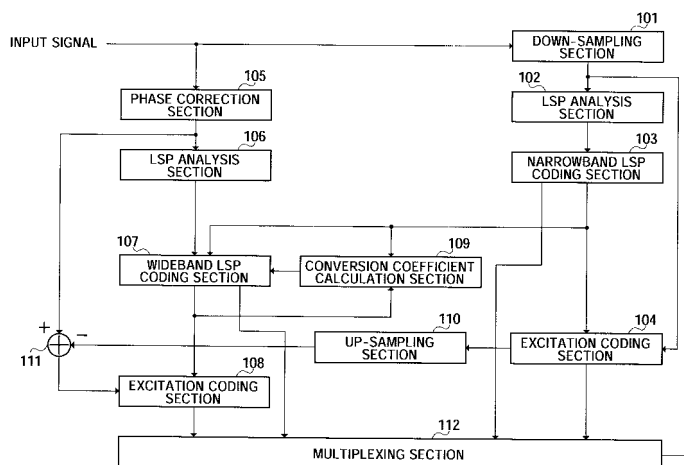 101
INPUT SIGNAL
DOWN-SAMPLING
SECTION
105
102
PHASE CORRECTION
SECTION
LSP ANALYSIS
SECTION
106
103
LSP ANALYSIS
SECTION
NARROWBAND LSP
CODING SECTION
107
109
WIDEBAND LSP
CODING SECTION
CONVERSION COEFFICIENT
CALCULATION SECTION
110
104
+
−
111
UP-SAMPLING
SECTION
EXCITATION CODING
SECTION
108
EXCITATION CODING
SECTION
112
MULTIPLEXING SECTION